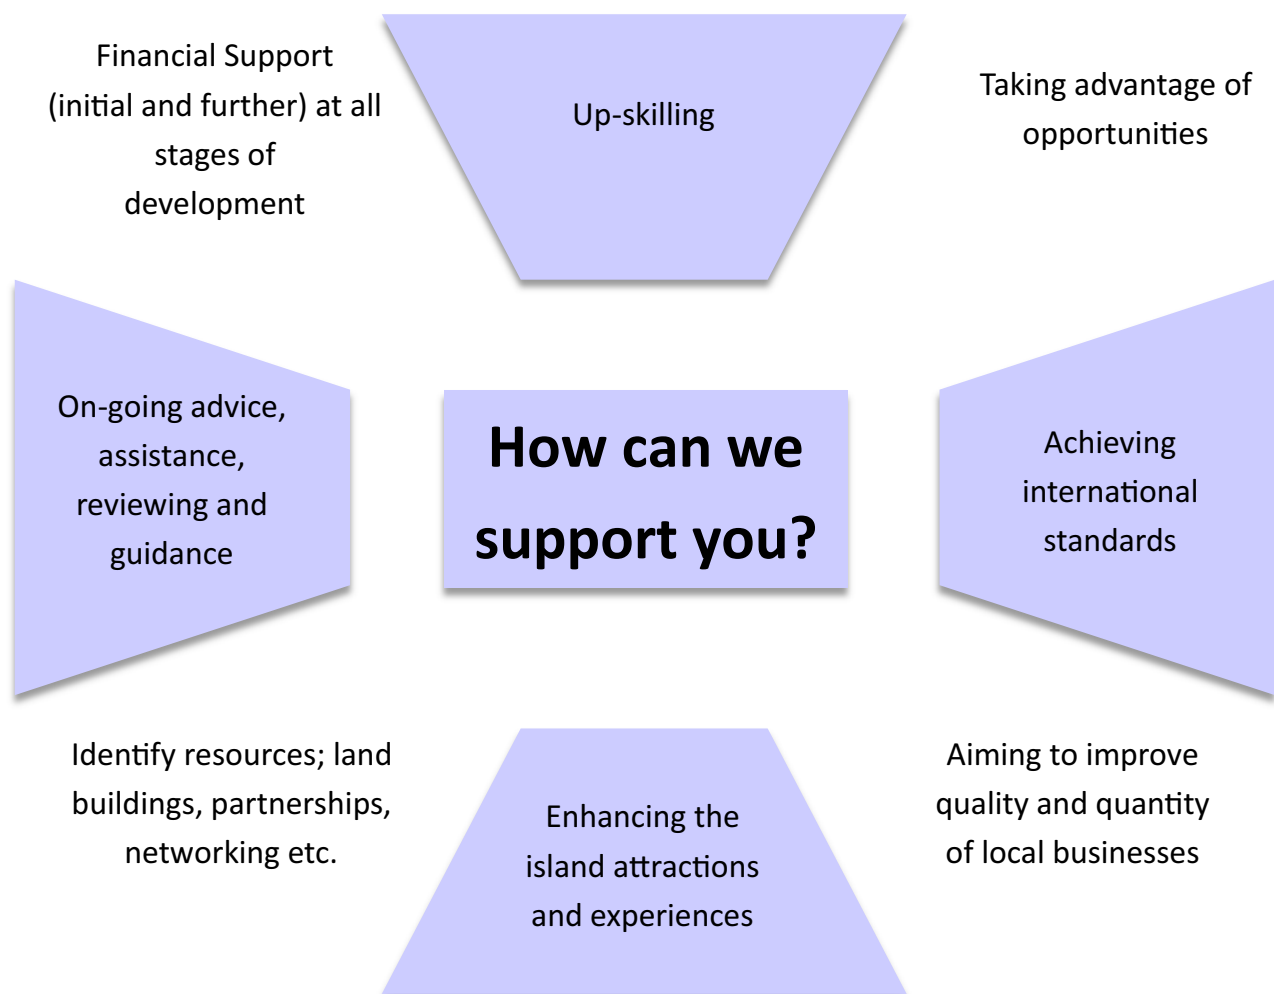 Financial Support
(initial and further) at all
stages of
development
Up-skilling
Taking advantage of
opportunities
On-going advice,
assistance,
reviewing and
guidance
How can we
support you?
Achieving
international
standards
Identify resources; land
buildings, partnerships,
networking etc.
Enhancing the
island attractions
and experiences
Aiming to improve
quality and quantity
of local businesses